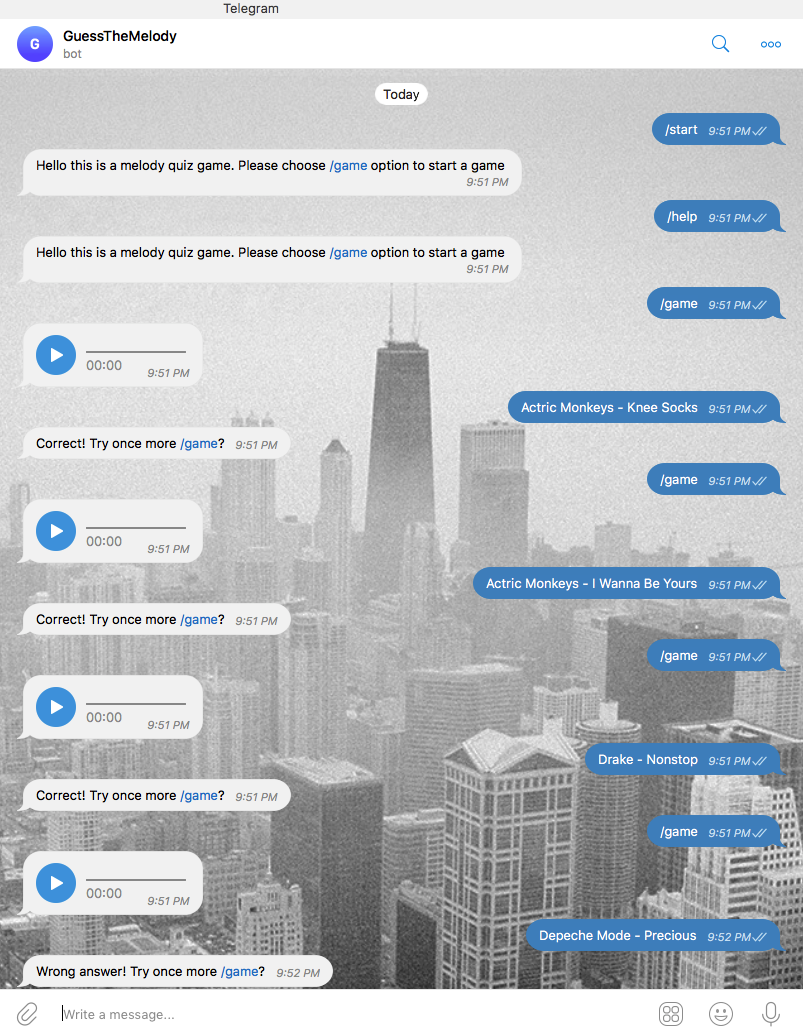 Telegram
G
GuessTheMelody
bot
Today
/start 9:51 PM
Hello this is a melody quiz game. Please choose /game option to start a game
9:51 PM
/help 9:51 PM
Hello this is a melody quiz game. Please choose /game option to start a game
9:51 PM
/game 9:51 PM
00:00 9:51 PM
Actric Monkeys - Knee Socks 9:51 PM
Correct! Try once more /game? 9:51 PM
/game 9:51 PM
00:00 9:51 PM
Actric Monkeys - I Wanna Be Yours 9:51 PM
Correct! Try once more /game? 9:51 PM
/game 9:51 PM
00:00 9:51 PM
Drake - Nonstop 9:51 PM
Correct! Try once more /game? 9:51 PM
/game 9:51 PM
00:00 9:51 PM
Depeche Mode - Precious 9:52 PM
Wrong answer! Try once more /game? 9:52 PM
Write a message...